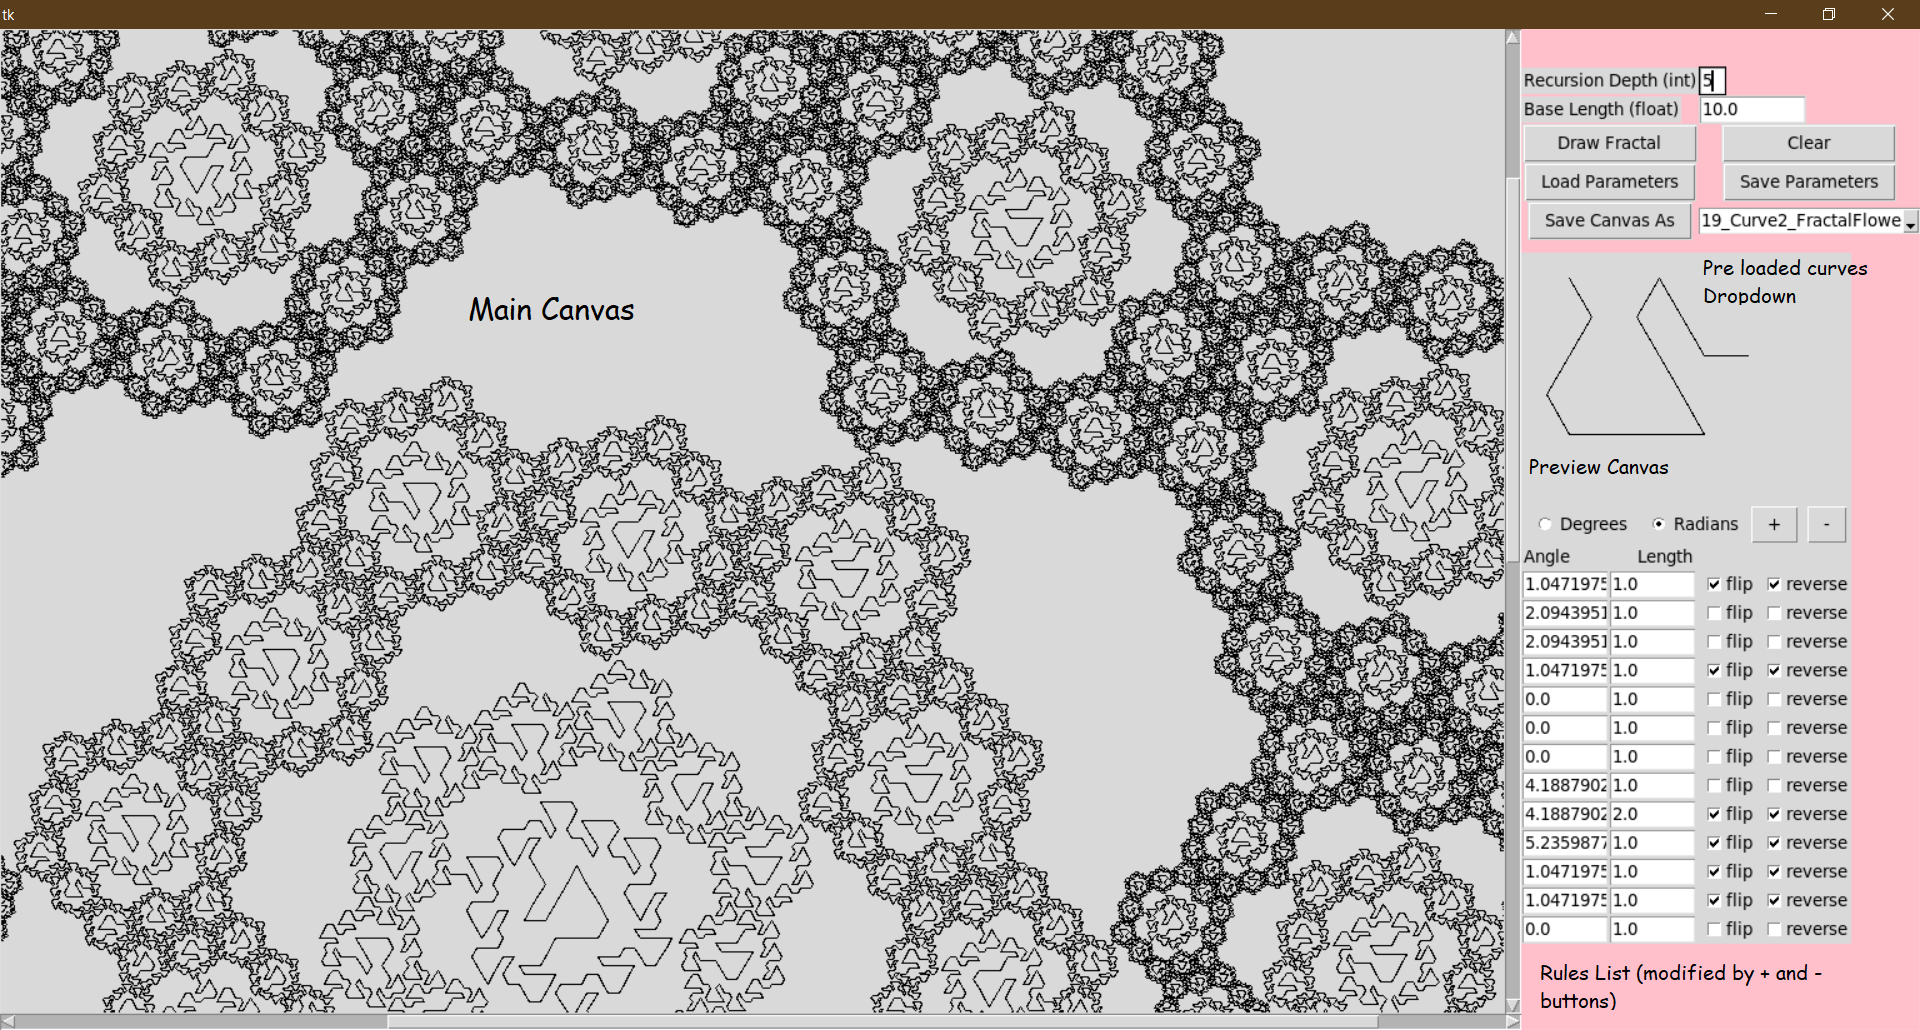 tk
Recursion Depth (int) 5
Base Length (float) 10.0
Draw Fractal Clear
Load Parameters Save Parameters
Save Canvas As 19_Curve2_FractalFlowe
Pre loaded curves
Dropdown
Main Canvas
Preview Canvas
Degrees Radians + -
Angle Length
1.0471975 1.0 flip reverse
2.0943951 1.0 flip reverse
2.0943951 1.0 flip reverse
1.0471975 1.0 flip reverse
0.0 1.0 flip reverse
0.0 1.0 flip reverse
0.0 1.0 flip reverse
4.1887902 1.0 flip reverse
4.1887902 2.0 flip reverse
5.2359877 1.0 flip reverse
1.0471975 1.0 flip reverse
1.0471975 1.0 flip reverse
0.0 1.0 flip reverse
Rules List (modified by + and -
buttons)